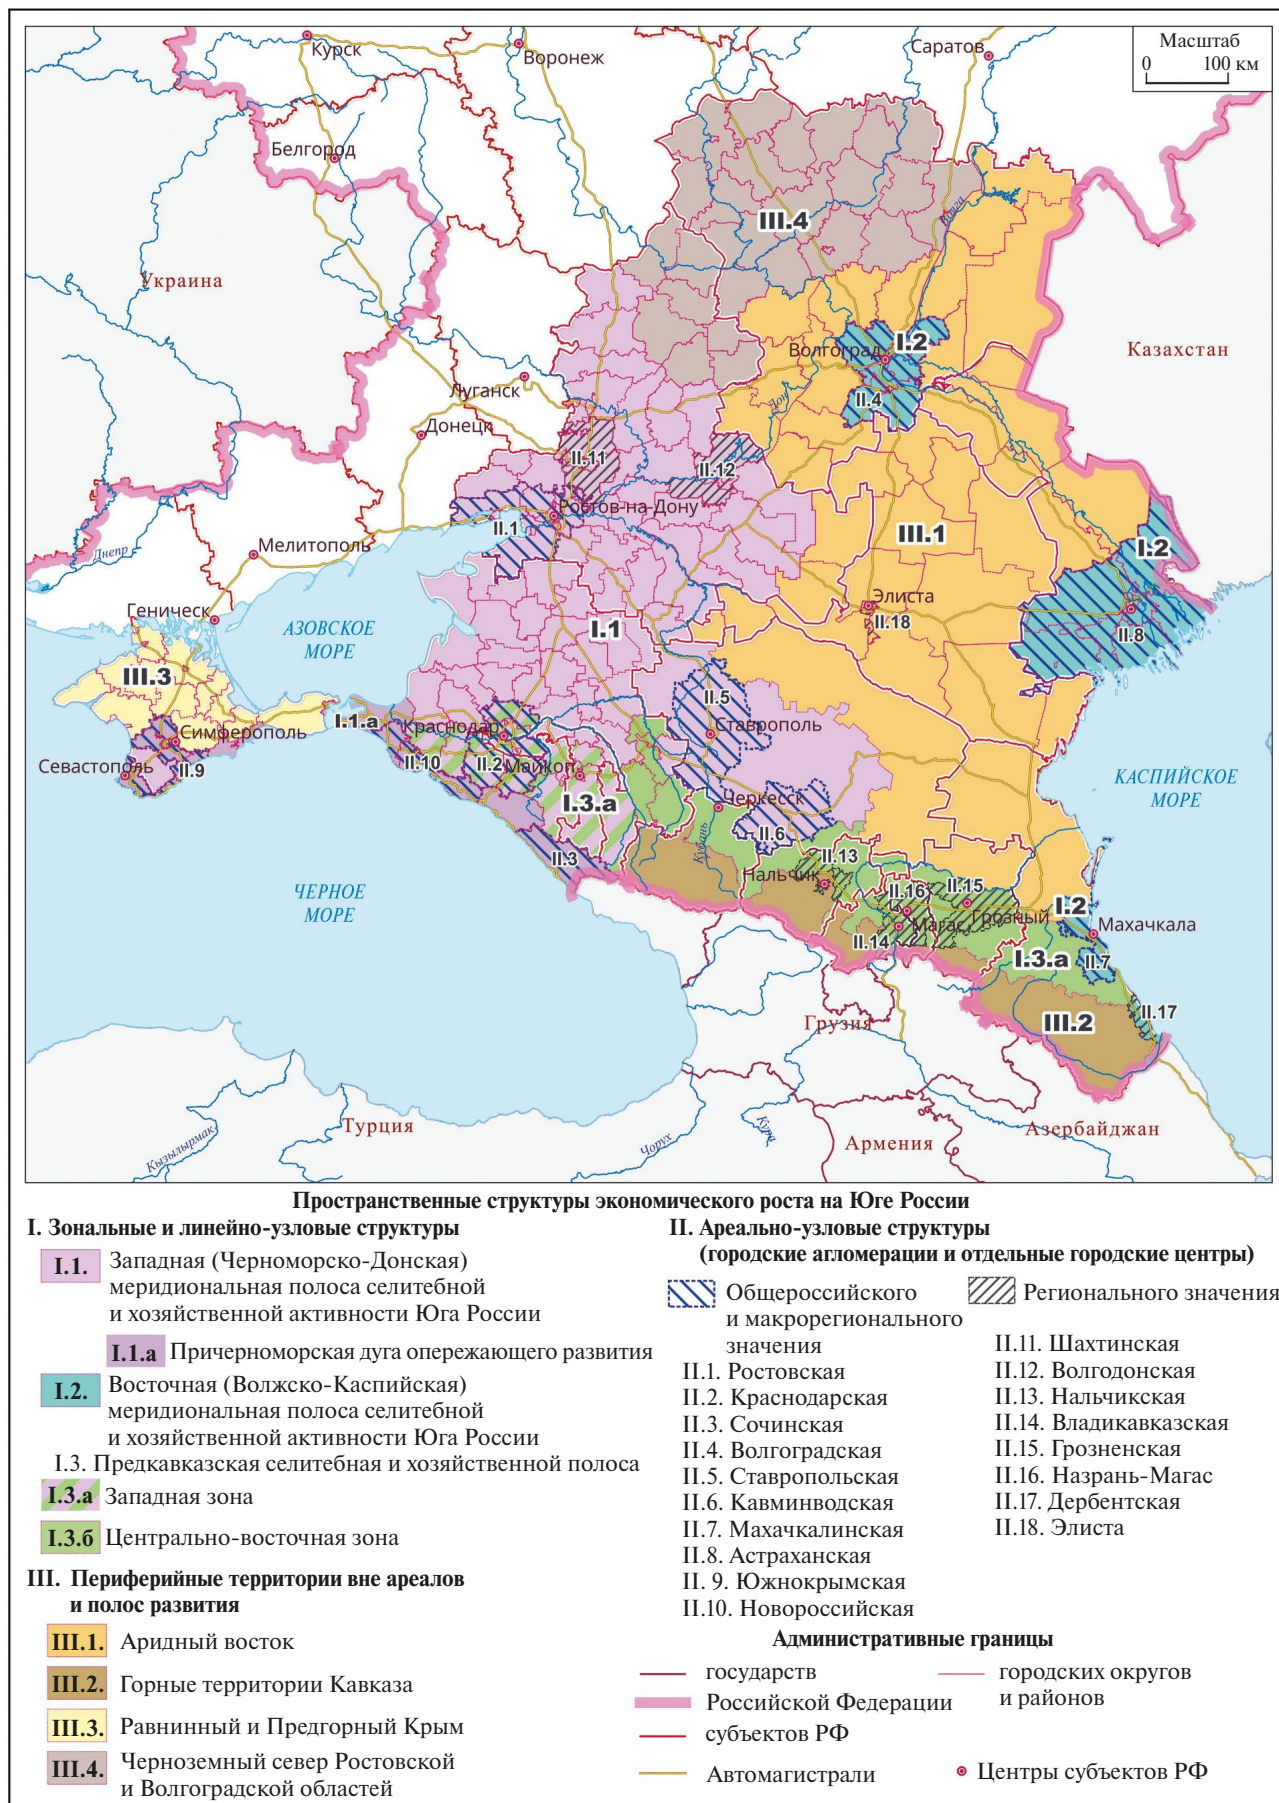 Масштаб
0 100 км
Курск
Воронеж
Саратов
Белгород
Волга
III.4
Украина
Казахстан
Волгоград
I.2
II.4
Дон
Луганск
Донецк
II.11
II.12
Ростов-на-Дону
II.1
III.1
I.2
Днепр
Мелитополь
Элиста
II.18
II.8
Геническ
АЗОВСКОЕ
МОРЕ
I.1
III.3
II.5
Ставрополь
I.1.а
Краснодар
Симферополь
Севастополь
II.9
II.10
II.2
Майкоп
КАСПИЙСКОЕ
МОРЕ
I.3.а
Черкесск
II.6
Кубань
II.3
II.13
Нальчик
II.16
II.15
Грозный
Магас
II.14
I.2
Махачкала
ЧЕРНОЕ
МОРЕ
I.3.а
II.7
II.17
III.2
Грузия
Турция
Кызылырмак
Чорух
Кура
Армения
Азербайджан
Пространственные структуры экономического роста на Юге России
I. Зональные и линейно-узловые структуры
I.1. Западная (Черноморско-Донская)
меридиональная полоса селитебной
и хозяйственной активности Юга России
I.1.а Причерноморская дуга опережающего развития
I.2. Восточная (Волжско-Каспийская)
меридиональная полоса селитебной
и хозяйственной активности Юга России
I.3. Предкавказская селитебная и хозяйственной полоса
I.3.а Западная зона
I.3.б Центрально-восточная зона
III. Периферийные территории вне ареалов
и полос развития
III.1. Аридный восток
III.2. Горные территории Кавказа
III.3. Равнинный и Предгорный Крым
III.4. Черноземный север Ростовской
и Волгоградской областей
II. Ареально-узловые структуры
(городские агломерации и отдельные городские центры)
Общероссийского
и макрорегионального
значения
II.1. Ростовская
II.2. Краснодарская
II.3. Сочинская
II.4. Волгоградская
II.5. Ставропольская
II.6. Кавминводская
II.7. Махачкалинская
II.8. Астраханская
II. 9. Южнокрымская
II.10. Новороссийская
Регионального значения
II.11. Шахтинская
II.12. Волгодонская
II.13. Нальчикская
II.14. Владикавказская
II.15. Грозненская
II.16. Назрань-Магас
II.17. Дербентская
II.18. Элиста
Административные границы
государств
Российской Федерации
субъектов РФ
Автомагистрали
городских округов
и районов
Центры субъектов РФ